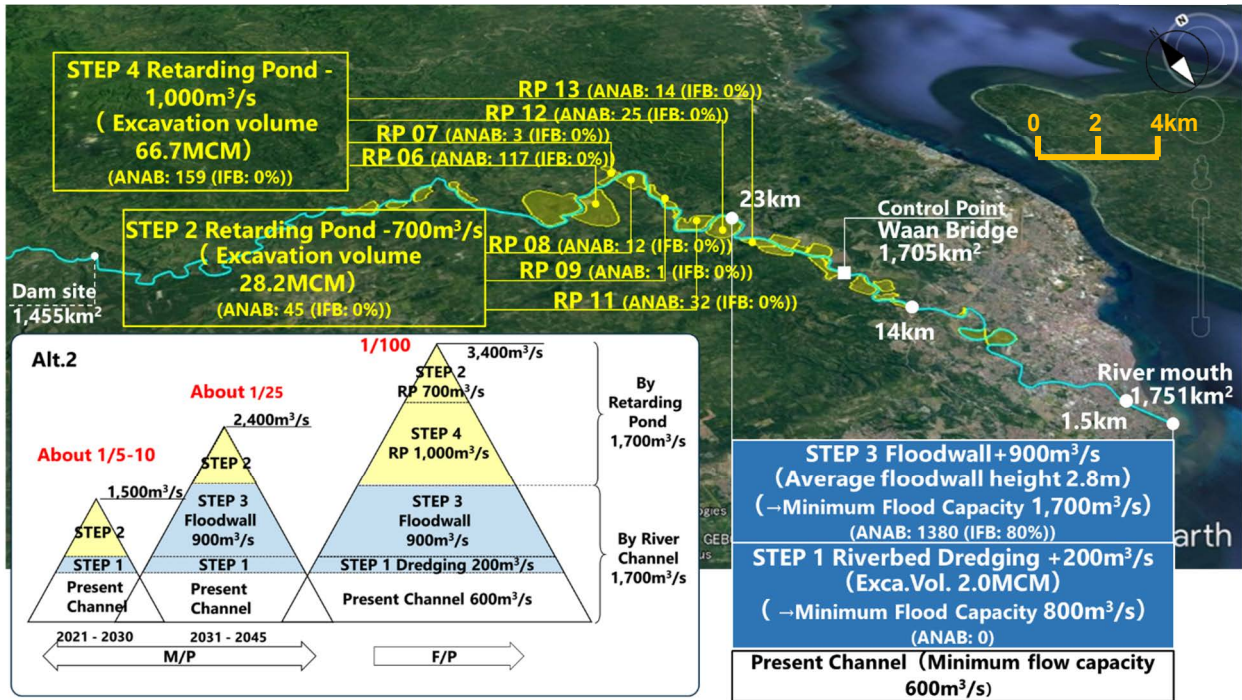 STEP 4 Retarding Pond -
1,000m³/s
( Excavation volume
66.7MCM)
(ANAB: 159 (IFB: 0%))
RP 13 (ANAB: 14 (IFB: 0%))
RP 12 (ANAB: 25 (IFB: 0%))
RP 07 (ANAB: 3 (IFB: 0%))
RP 06 (ANAB: 117 (IFB: 0%))
N
0 2 4km
23km
Control Point
Waan Bridge
1,705km²
STEP 2 Retarding Pond -700m³/s
( Excavation volume
28.2MCM)
(ANAB: 45 (IFB: 0%))
RP 08 (ANAB: 12 (IFB: 0%))
RP 09 (ANAB: 1 (IFB: 0%))
RP 11 (ANAB: 32 (IFB: 0%))
Dam site
1,455km²
14km
River mouth
1,751km²
1.5km
Alt.2
1/100
3,400m³/s
STEP 2
RP 700m³/s
About 1/25
2,400m³/s
By
Retarding
Pond
1,700m³/s
STEP 4
RP 1,000m³/s
About 1/5-10
1,500m³/s
STEP 2
STEP 2
STEP 3
Floodwall
900m³/s
STEP 3
Floodwall
900m³/s
By River
Channel
1,700m³/s
STEP 1
STEP 1
STEP 1 Dredging 200m³/s
Present
Channel
Present
Channel
Present Channel 600m³/s
2021 - 2030
2031 - 2045
M/P
F/P
STEP 3 Floodwall+900m³/s
(Average floodwall height 2.8m)
(→Minimum Flood Capacity 1,700m³/s)
(ANAB: 1380 (IFB: 80%))
STEP 1 Riverbed Dredging +200m³/s
(Exca.Vol. 2.0MCM)
( →Minimum Flood Capacity 800m³/s)
(ANAB: 0)
Present Channel (Minimum flow capacity
600m³/s)
ogies
GEB
us
arth